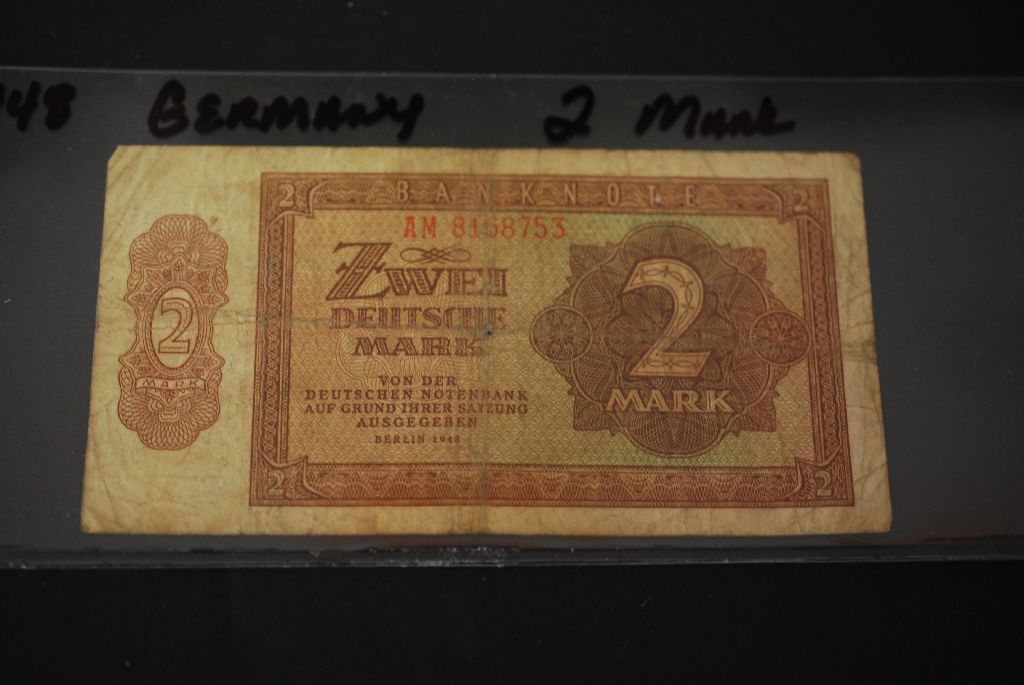 48 GERMANY 2 Mark
2 BANKNOTE 2
AM 8158753
ZWEI
DEUTSCHE
MARK
VON DER
DEUTSCHEN NOTENBANK
AUF GRUND IHRER SATZUNG
AUSGEGEBEN
BERLIN 1948
2
MARK
2
MARK
2 2